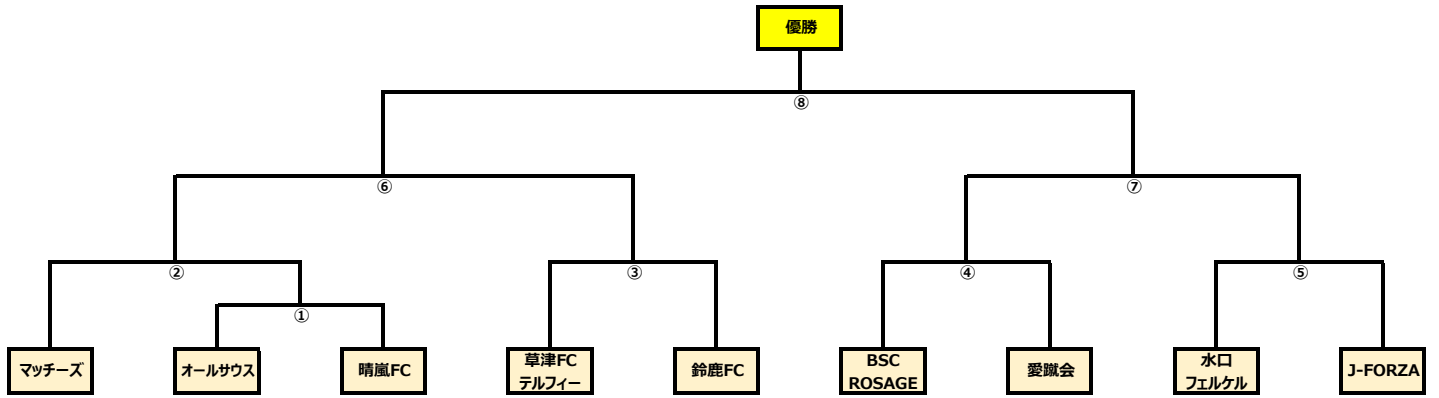 優勝
⑧
⑥
⑦
②
③
④
⑤
①
マッチーズ
オールサウス
晴嵐FC
草津FC
テルフィー
鈴鹿FC
BSC
ROSAGE
愛蹴会
水口
フェルケル
J-FORZA